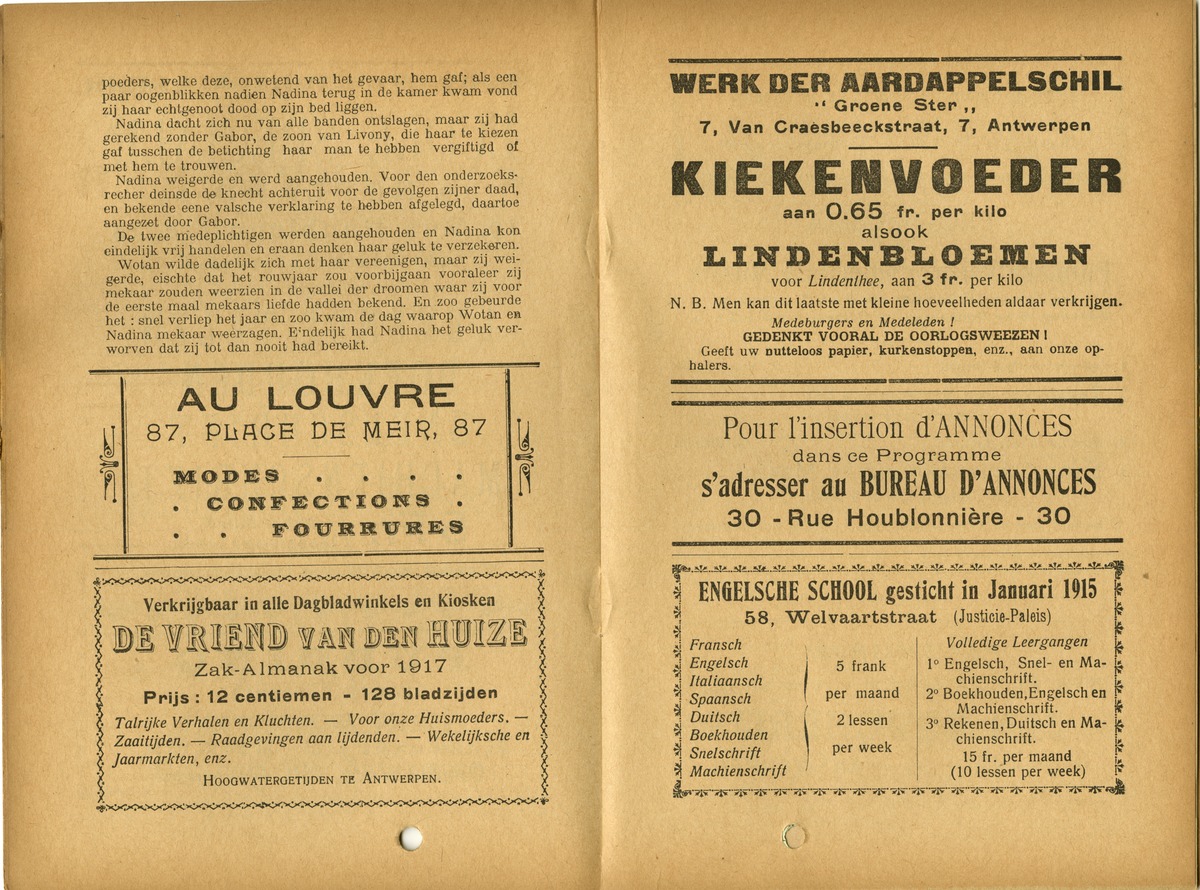 poeders, welke deze, onwetend van het gevaar, hem gaf; als een
paar oogenblikken nadien Nadina terug in de kamer kwam vond
zij haar echtgenoot dood op zijn bed liggen.
Nadina dacht zich nu van alle banden ontslagen, maar zij had
gerekend zonder Gabor, de zoon van Livony, die haar te kiezen
gaf tusschen de betichting haar man te hebben vergiftigd of
met hem te trouwen.
Nadina weigerde en werd aangehouden. Voor den onderzoeks-
recher deinsde de knecht achteruit voor de gevolgen zijner daad,
en bekende eene valsche verklaring te hebben afgelegd, daartoe
aangezet door Gabor.
De twee medeplichtigen werden aangehouden en Nadina kon
eindelijk vrij handelen en eraan denken haar geluk te verzekeren.
Wotan wilde dadelijk zich met haar vereenigen, maar zij wei-
gerde, eischte dat het rouwjaar zou voorbijgaan vooraleer zij
mekaar zouden weerzien in de vallei der droomen waar zij voor
de eerste maal mekaars liefde hadden bekend. En zoo gebeurde
het : snel verliep het jaar en zoo kwam de dag waarop Wotan en
Nadina mekaar weerzagen. Eindelijk had Nadina het geluk ver-
worven dat zij tot dan nooit had bereikt.
AU LOUVRE
87, PLACE DE MEIR, 87
MODES . . . .
. CONFECTIONS .
. . FOURRURES
Verkrijgbaar in alle Dagbladwinkels en Kiosken
DE VRIEND VAN DEN HUIZE
Zak-Almanak voor 1917
Prijs : 12 centiemen - 128 bladzijden
Talrijke Verhalen en Kluchten. — Voor onze Huismoeders. —
Zaaitijden. — Raadgevingen aan lijdenden. — Wekelijksche en
Jaarmarkten, enz.
HOOGWATERGETIJDEN TE ANTWERPEN.
WERK DER AARDAPPELSCHIL
“ Groene Ster „
7, Van Craesbeeckstraat, 7, Antwerpen
KIEKENVOEDER
aan 0.65 fr. per kilo
alsook
LINDENBLOEMEN
voor Lindenthee, aan 3 fr. per kilo
N. B. Men kan dit laatste met kleine hoeveelheden aldaar verkrijgen.
Medeburgers en Medeleden !
GEDENKT VOORAL DE OORLOGSWEEZEN !
Geeft uw nutteloos papier, kurkenstoppen, enz., aan onze op-
halers.
Pour l'insertion d'ANNONCES
dans ce Programme
s'adresser au BUREAU D'ANNONCES
30 - Rue Houblonnière - 30
ENGELSCHE SCHOOL gesticht in Januari 1915
58, Welvaartstraat (Justicie-Paleis)
Fransch
Engelsch
Italiaansch
Spaansch
Duitsch
Boekhouden
Snelschrift
Machienschrift
5 frank
per maand
2 lessen
per week
Volledige Leergangen
1º Engelsch, Snel- en Ma-
chienschrift.
2º Boekhouden, Engelsch en
Machienschrift.
3º Rekenen, Duitsch en Ma-
chienschrift.
15 fr. per maand
(10 lessen per week)